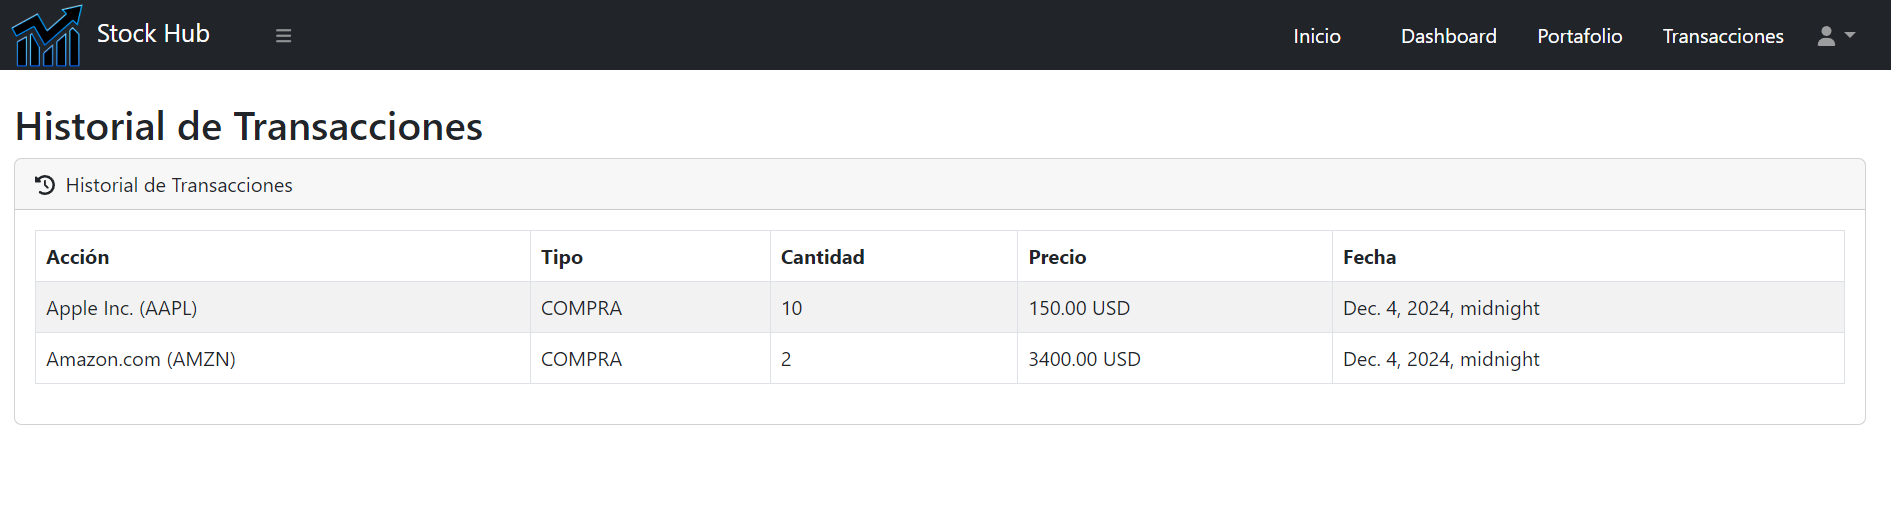 Stock Hub Inicio Dashboard Portafolio Transacciones
Historial de Transacciones
Historial de Transacciones
Acción Tipo Cantidad Precio Fecha
Apple Inc. (AAPL) COMPRA 10 150.00 USD Dec. 4, 2024, midnight
Amazon.com (AMZN) COMPRA 2 3400.00 USD Dec. 4, 2024, midnight